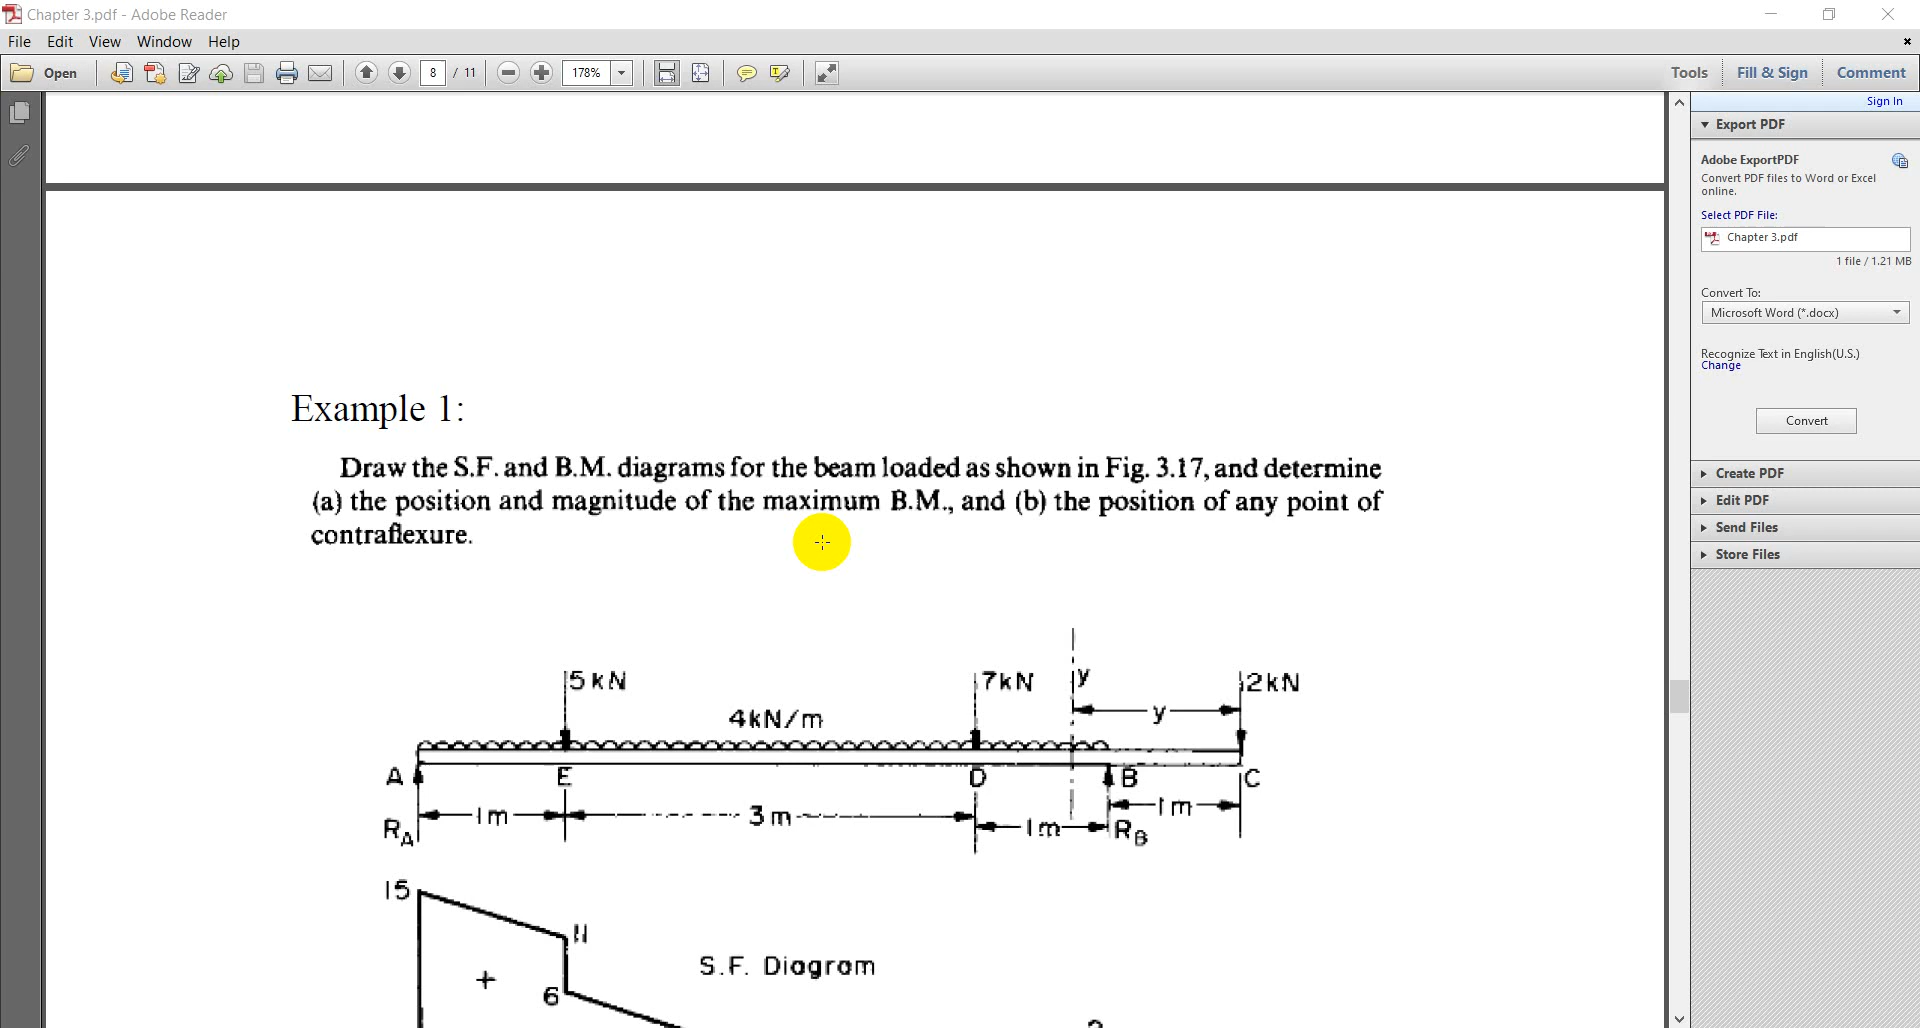 Chapter 3.pdf - Adobe Reader
File Edit View Window Help
Open 8 / 11 178% Tools Fill & Sign Comment
Sign In
Export PDF
Adobe ExportPDF
Convert PDF files to Word or Excel
online.
Select PDF File:
Chapter 3.pdf
1 file / 1.21 MB
Convert To:
Microsoft Word (*.docx)
Recognize Text in English(U.S.)
Change
Convert
Create PDF
Edit PDF
Send Files
Store Files
Example 1:
Draw the S.F. and B.M. diagrams for the beam loaded as shown in Fig. 3.17, and determine
(a) the position and magnitude of the maximum B.M., and (b) the position of any point of
contraflexure.
5kN 7kN y 2kN
4kN/m y
A E D B C
1m 3m 1m 1m
RA RB
15
11
S.F. Diagram
+
6